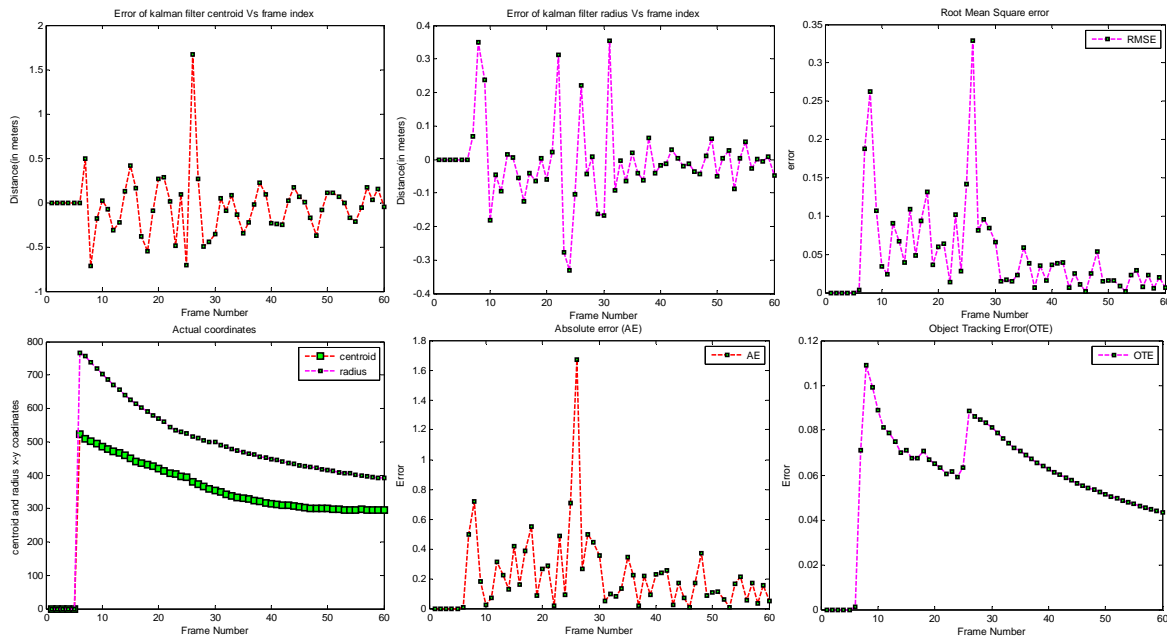 Error of kalman filter centroid Vs frame index
2
1.5
1
0.5
0
-0.5
-1
Distance(in meters)
0 10 20 30 40 50 60
Frame Number
Error of kalman filter radius Vs frame index
0.4
0.3
0.2
0.1
0
-0.1
-0.2
-0.3
-0.4
Distance(in meters)
0 10 20 30 40 50 60
Frame Number
Root Mean Square error
RMSE
0.35
0.3
0.25
0.2
0.15
0.1
0.05
0
error
0 10 20 30 40 50 60
Frame Number
Actual coordinates
centroid
radius
800
700
600
500
400
300
200
100
0
centroid and radius x-y coadinates
0 10 20 30 40 50 60
Frame Number
Absolute error (AE)
AE
1.8
1.6
1.4
1.2
1
0.8
0.6
0.4
0.2
0
Error
0 10 20 30 40 50 60
Frame Number
Object Tracking Error(OTE)
OTE
0.12
0.1
0.08
0.06
0.04
0.02
0
Error
0 10 20 30 40 50 60
Frame Number